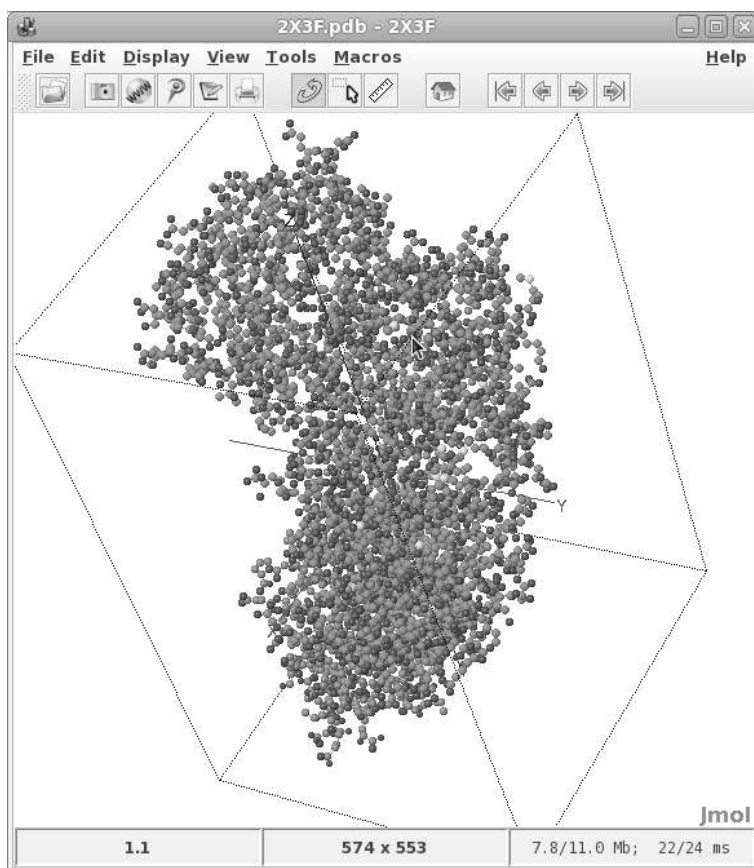 2X3F.pdb - 2X3F
File Edit Display View Tools Macros Help
Z
Y
Jmol
1.1 574 x 553 7.8/11.0 Mb; 22/24 ms